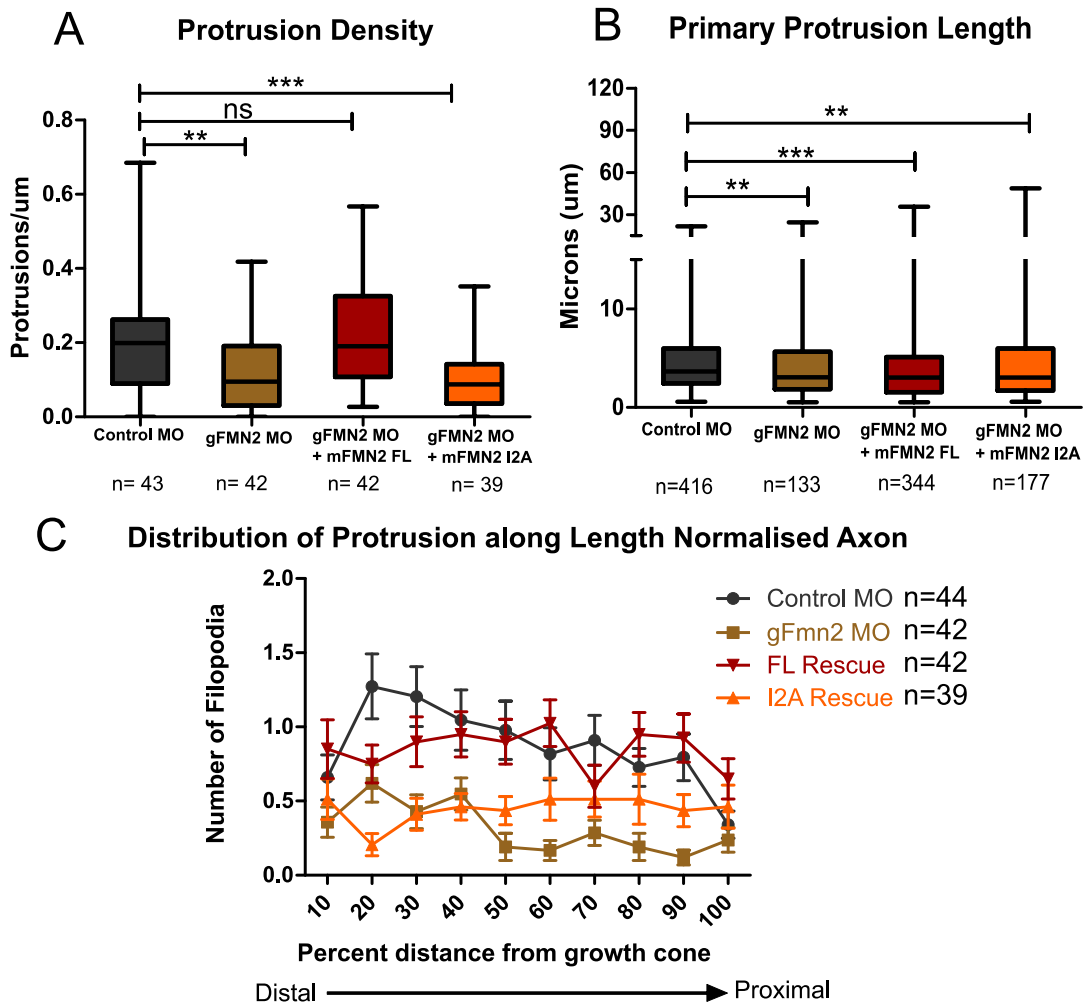 A
Protrusion Density
***
ns
**
0.8
0.6
0.4
0.2
0.0
Protrusions/um
Control MO
gFMN2 MO
gFMN2 MO
+ mFMN2 FL
gFMN2 MO
+ mFMN2 I2A
n= 43
n= 42
n= 42
n= 39
B
Primary Protrusion Length
**
***
**
120
90
60
30
10
0
Microns (um)
Control MO
gFMN2 MO
gFMN2 MO
+ mFMN2 FL
gFMN2 MO
+ mFMN2 I2A
n=416
n=133
n=344
n=177
C
Distribution of Protrusion along Length Normalised Axon
2.0
1.5
1.0
0.5
0.0
Number of Filopodia
Control MO n=44
gFmn2 MO n=42
FL Rescue n=42
I2A Rescue n=39
10 20 30 40 50 60 70 80 90 100
Percent distance from growth cone
Distal Proximal